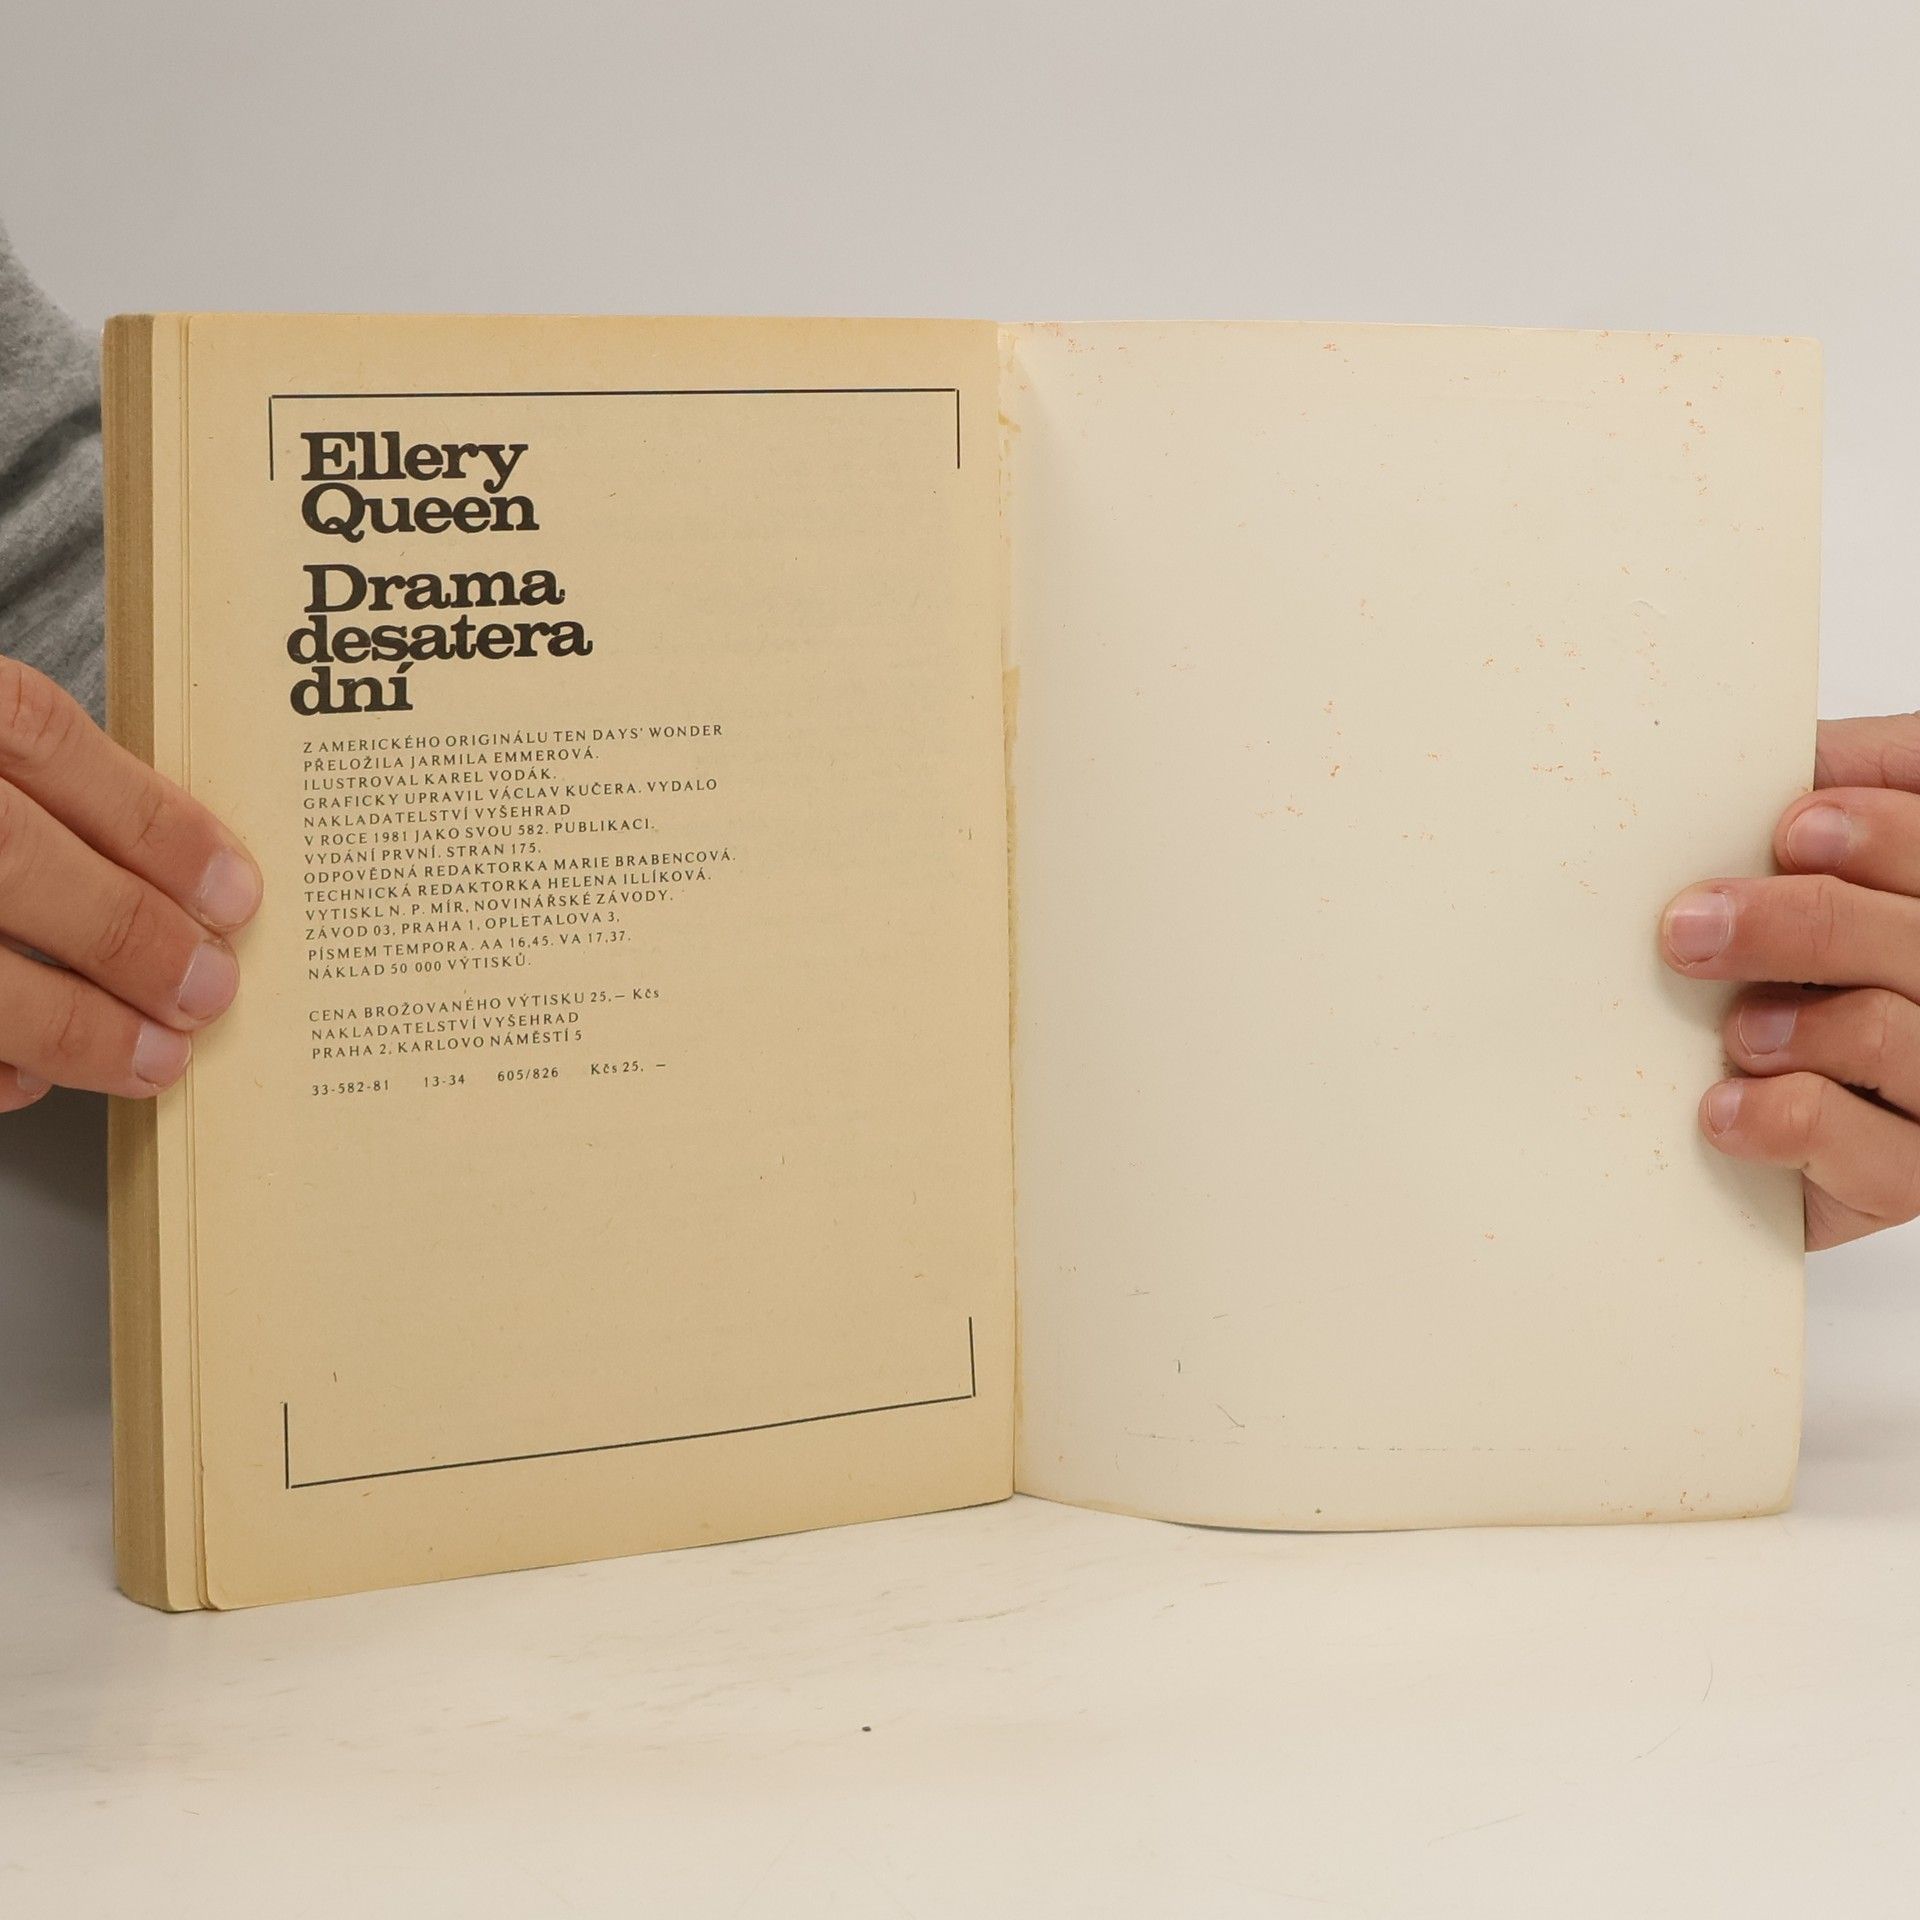 Ellery
Queen
Drama
desatera
dní
Z AMERICKÉHO ORIGINÁLU TEN DAYS' WONDER
PŘELOŽILA JARMILA EMMEROVÁ.
ILUSTROVAL KAREL VODÁK.
GRAFICKY UPRAVIL VÁCLAV KUČERA. VYDALO
NAKLADATELSTVÍ VYŠEHRAD
V ROCE 1981 JAKO SVOU 582. PUBLIKACI.
VYDÁNÍ PRVNÍ. STRAN 175.
ODPOVĚDNÁ REDAKTORKA MARIE BRABENCOVÁ.
TECHNICKÁ REDAKTORKA HELENA ILLÍKOVÁ.
VYTISKL N. P. MÍR, NOVINÁŘSKÉ ZÁVODY,
ZÁVOD 03, PRAHA 1, OPLETALOVA 3,
PÍSMEM TEMPORA. AA 16,45. VA 17,37.
NÁKLAD 50 000 VÝTISKŮ.
CENA BROŽOVANÉHO VÝTISKU 25,– Kčs
NAKLADATELSTVÍ VYŠEHRAD
PRAHA 2, KARLOVO NÁMĚSTÍ 5
33-582-81 13-34 605/826 Kčs 25, –